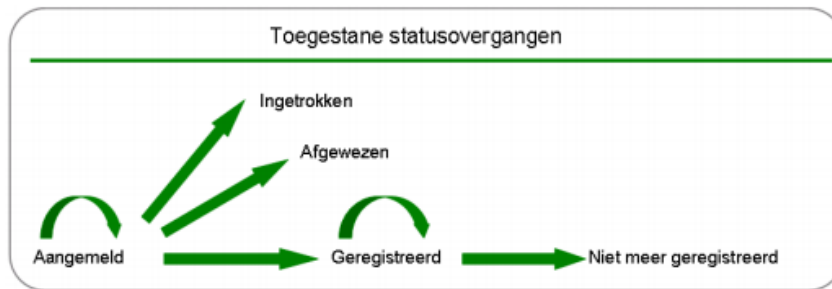 Toegestane statusovergangen
Ingetrokken
Afgewezen
Aangemeld
Geregistreerd
Niet meer geregistreerd